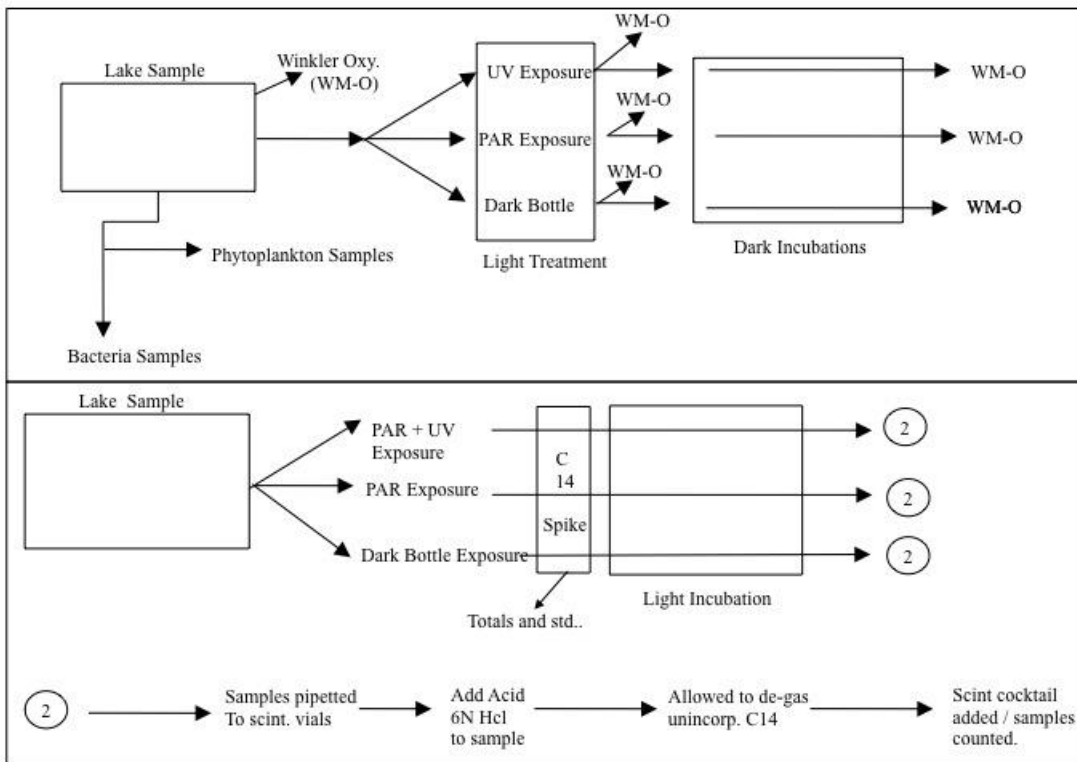 Lake Sample
Winkler Oxy.
(WM-O)
WM-O
UV Exposure
WM-O
WM-O
PAR Exposure
WM-O
WM-O
Dark Bottle
WM-O
Light Treatment
Dark Incubations
Phytoplankton Samples
Bacteria Samples
Lake Sample
PAR + UV
Exposure
PAR Exposure
Dark Bottle Exposure
C
14
Spike
Totals and std..
Light Incubation
2
2
2
2
Samples pipetted
To scint. vials
Add Acid
6N Hcl
to sample
Allowed to de-gas
unincorp. C14
Scint cocktail
added / samples
counted.